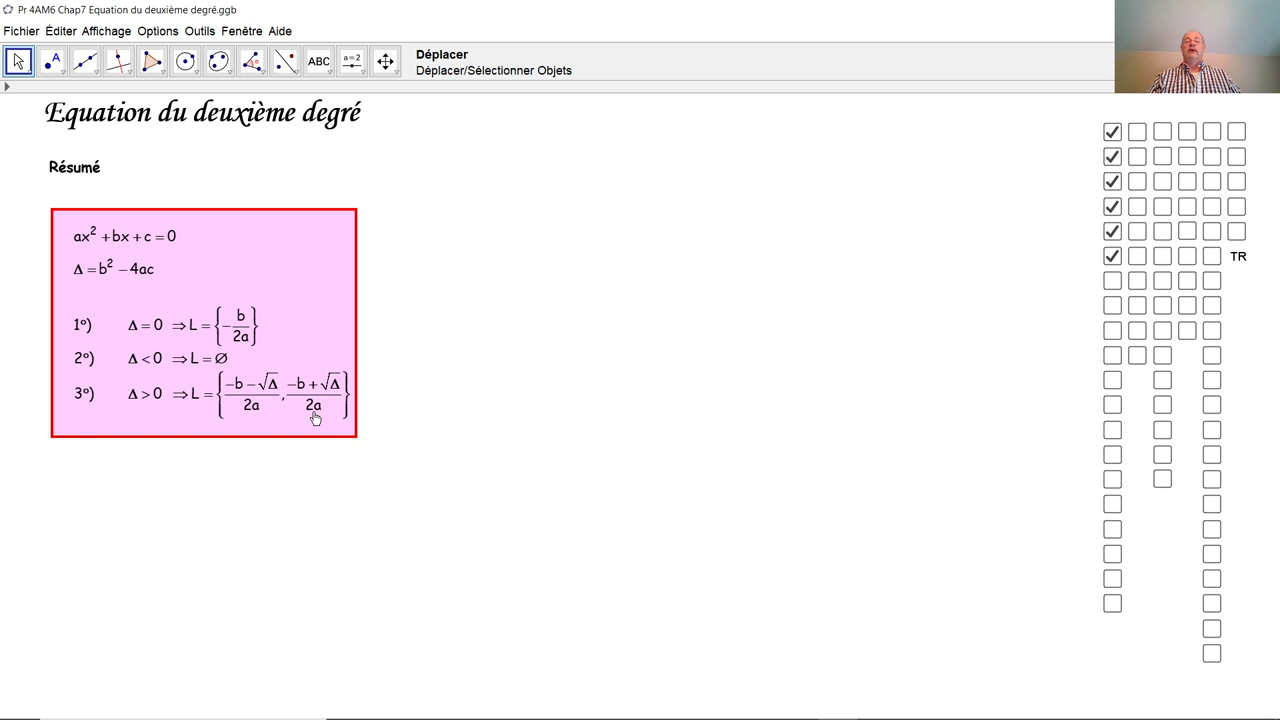 Pr 4AM6 Chap7 Equation du deuxième degré.ggb
Fichier Éditer Affichage Options Outils Fenêtre Aide
A ABC a=2
Déplacer
Déplacer/Sélectionner Objets
Equation du deuxième degré
Résumé
ax² + bx + c = 0
Δ = b² − 4ac
1°) Δ = 0 ⇒ L = {−b/2a}
2°) Δ < 0 ⇒ L = ∅
3°) Δ > 0 ⇒ L = {(−b − √Δ)/2a, (−b + √Δ)/2a}
TR